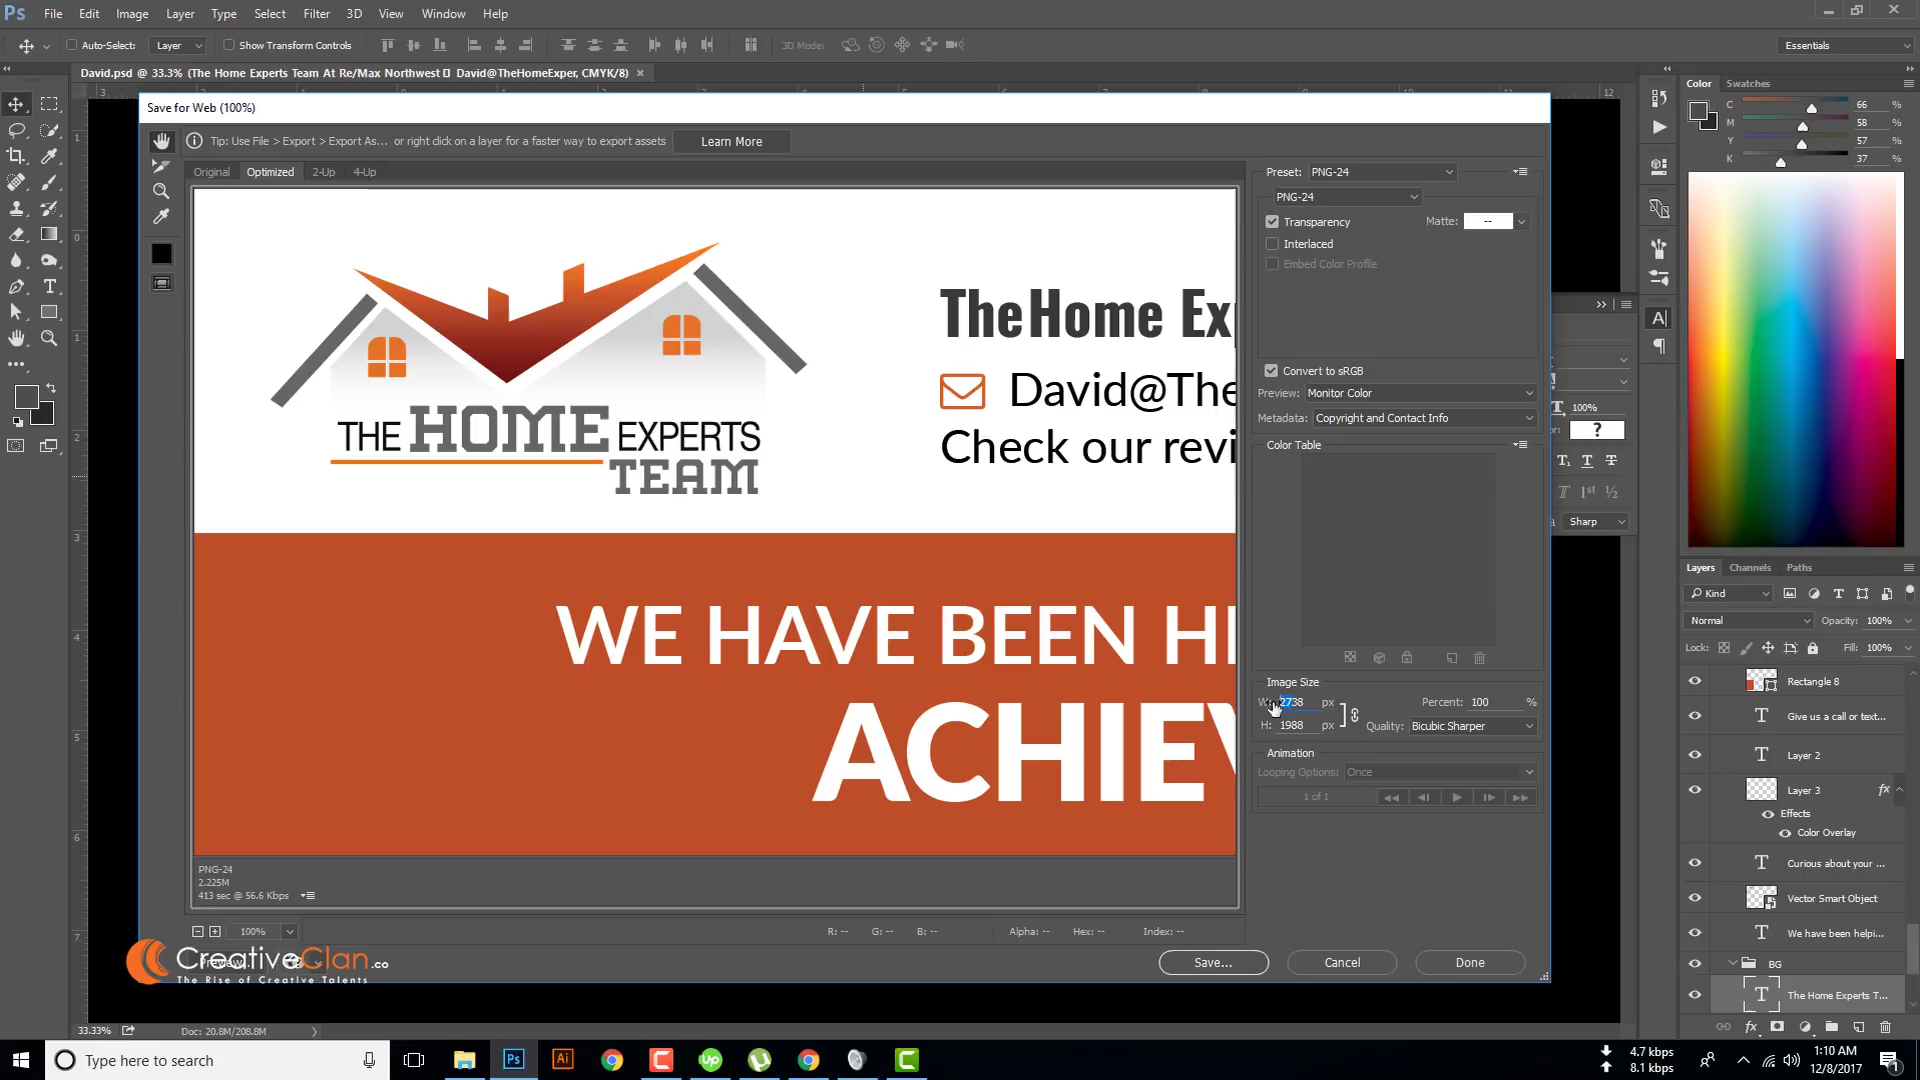 Ps File Edit Image Layer Type Select Filter 3D View Window Help
Auto-Select: Layer Show Transform Controls 3D Mode: Essentials
David.psd @ 33.3% (The Home Experts Team At Re/Max Northwest David@TheHomeExper, CMYK/8) ×
Save for Web (100%)
Tip: Use File > Export > Export As... or right click on a layer for a faster way to export assets Learn More
Original Optimized 2-Up 4-Up
THE HOME EXPERTS
TEAM
The Home Ex
David@The
Check our revi
WE HAVE BEEN HE
ACHIEV
PNG-24
2.225M
413 sec @ 56.6 Kbps
100%
R: -- G: -- B: -- Alpha: -- Hex: -- Index: --
Preview...
CreativeClan.co
The Rise of Creative Talents
Save... Cancel Done
Preset: PNG-24
PNG-24
Transparency Matte: --
Interlaced
Embed Color Profile
Convert to sRGB
Preview: Monitor Color
Metadata: Copyright and Contact Info
Color Table
Image Size
W: 2738 px Percent: 100 %
H: 1988 px Quality: Bicubic Sharper
Animation
Looping Options: Once
1 of 1
100%
?
Sharp
Color Swatches
C 66 %
M 58 %
Y 57 %
K 37 %
Layers Channels Paths
Kind
Normal Opacity: 100%
Lock: Fill: 100%
Rectangle 8
Give us a call or text...
Layer 2
Layer 3 fx
Effects
Color Overlay
Curious about your ...
Vector Smart Object
We have been helpi...
BG
The Home Experts T...
33.33% Doc: 20.8M/208.8M
Type here to search
4.7 kbps
8.1 kbps
1:10 AM
12/8/2017